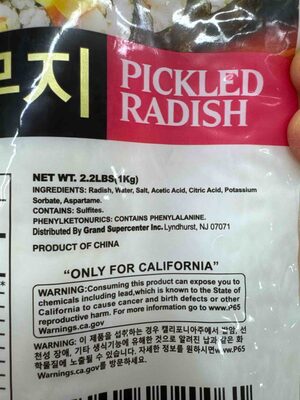 무지
PICKLED
RADISH
NET WT. 2.2LBS(1Kg)
INGREDIENTS: Radish, Water, Salt, Acetic Acid, Citric Acid, Potassium
Sorbate, Aspartame.
CONTAINS: Sulfites.
PHENYLKETONURICS: CONTAINS PHENYLALANINE.
Distributed By Grand Supercenter Inc. Lyndhurst, NJ 07071
PRODUCT OF CHINA
“ONLY FOR CALIFORNIA”
WARNING:Consuming this product can expose you to
chemicals including lead,which is known to the State of
California to cause cancer and birth defects or other
reproductive harm. For more information go to www.P65
Warnings.ca.gov
WARNING: 이 제품을 섭취하는 경우 캘리포니아주에서 발암, 선
천성 장애, 기타 생식기능에 유해한 것으로 알려진 납과 같은 화
학물질에 노출될 수 있습니다. 자세한 정보를 원하시면 www.P65
Warnings.ca.gov를 방문하세요.